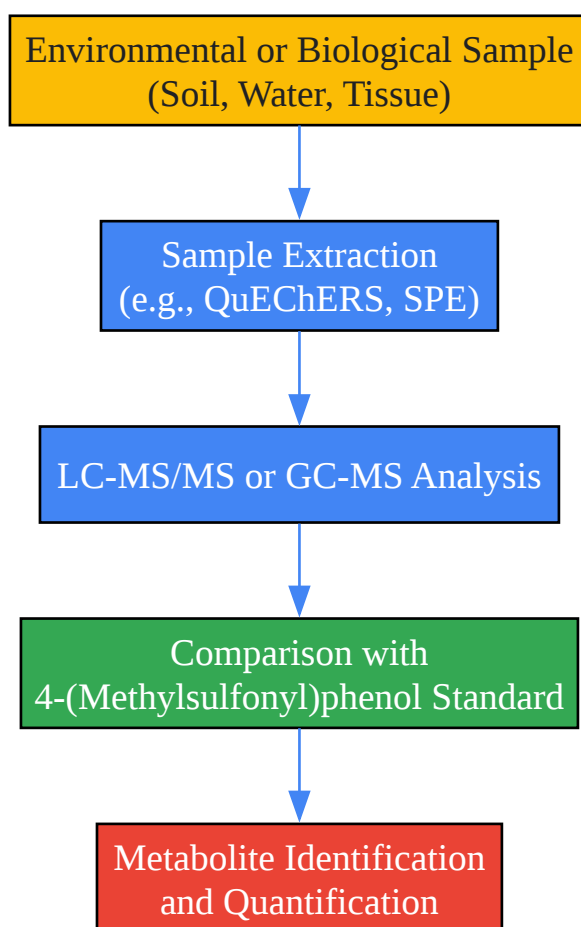 Environmental or Biological Sample
(Soil, Water, Tissue)
Sample Extraction
(e.g., QuEChERS, SPE)
LC-MS/MS or GC-MS Analysis
Comparison with
4-(Methylsulfonyl)phenol Standard
Metabolite Identification
and Quantification